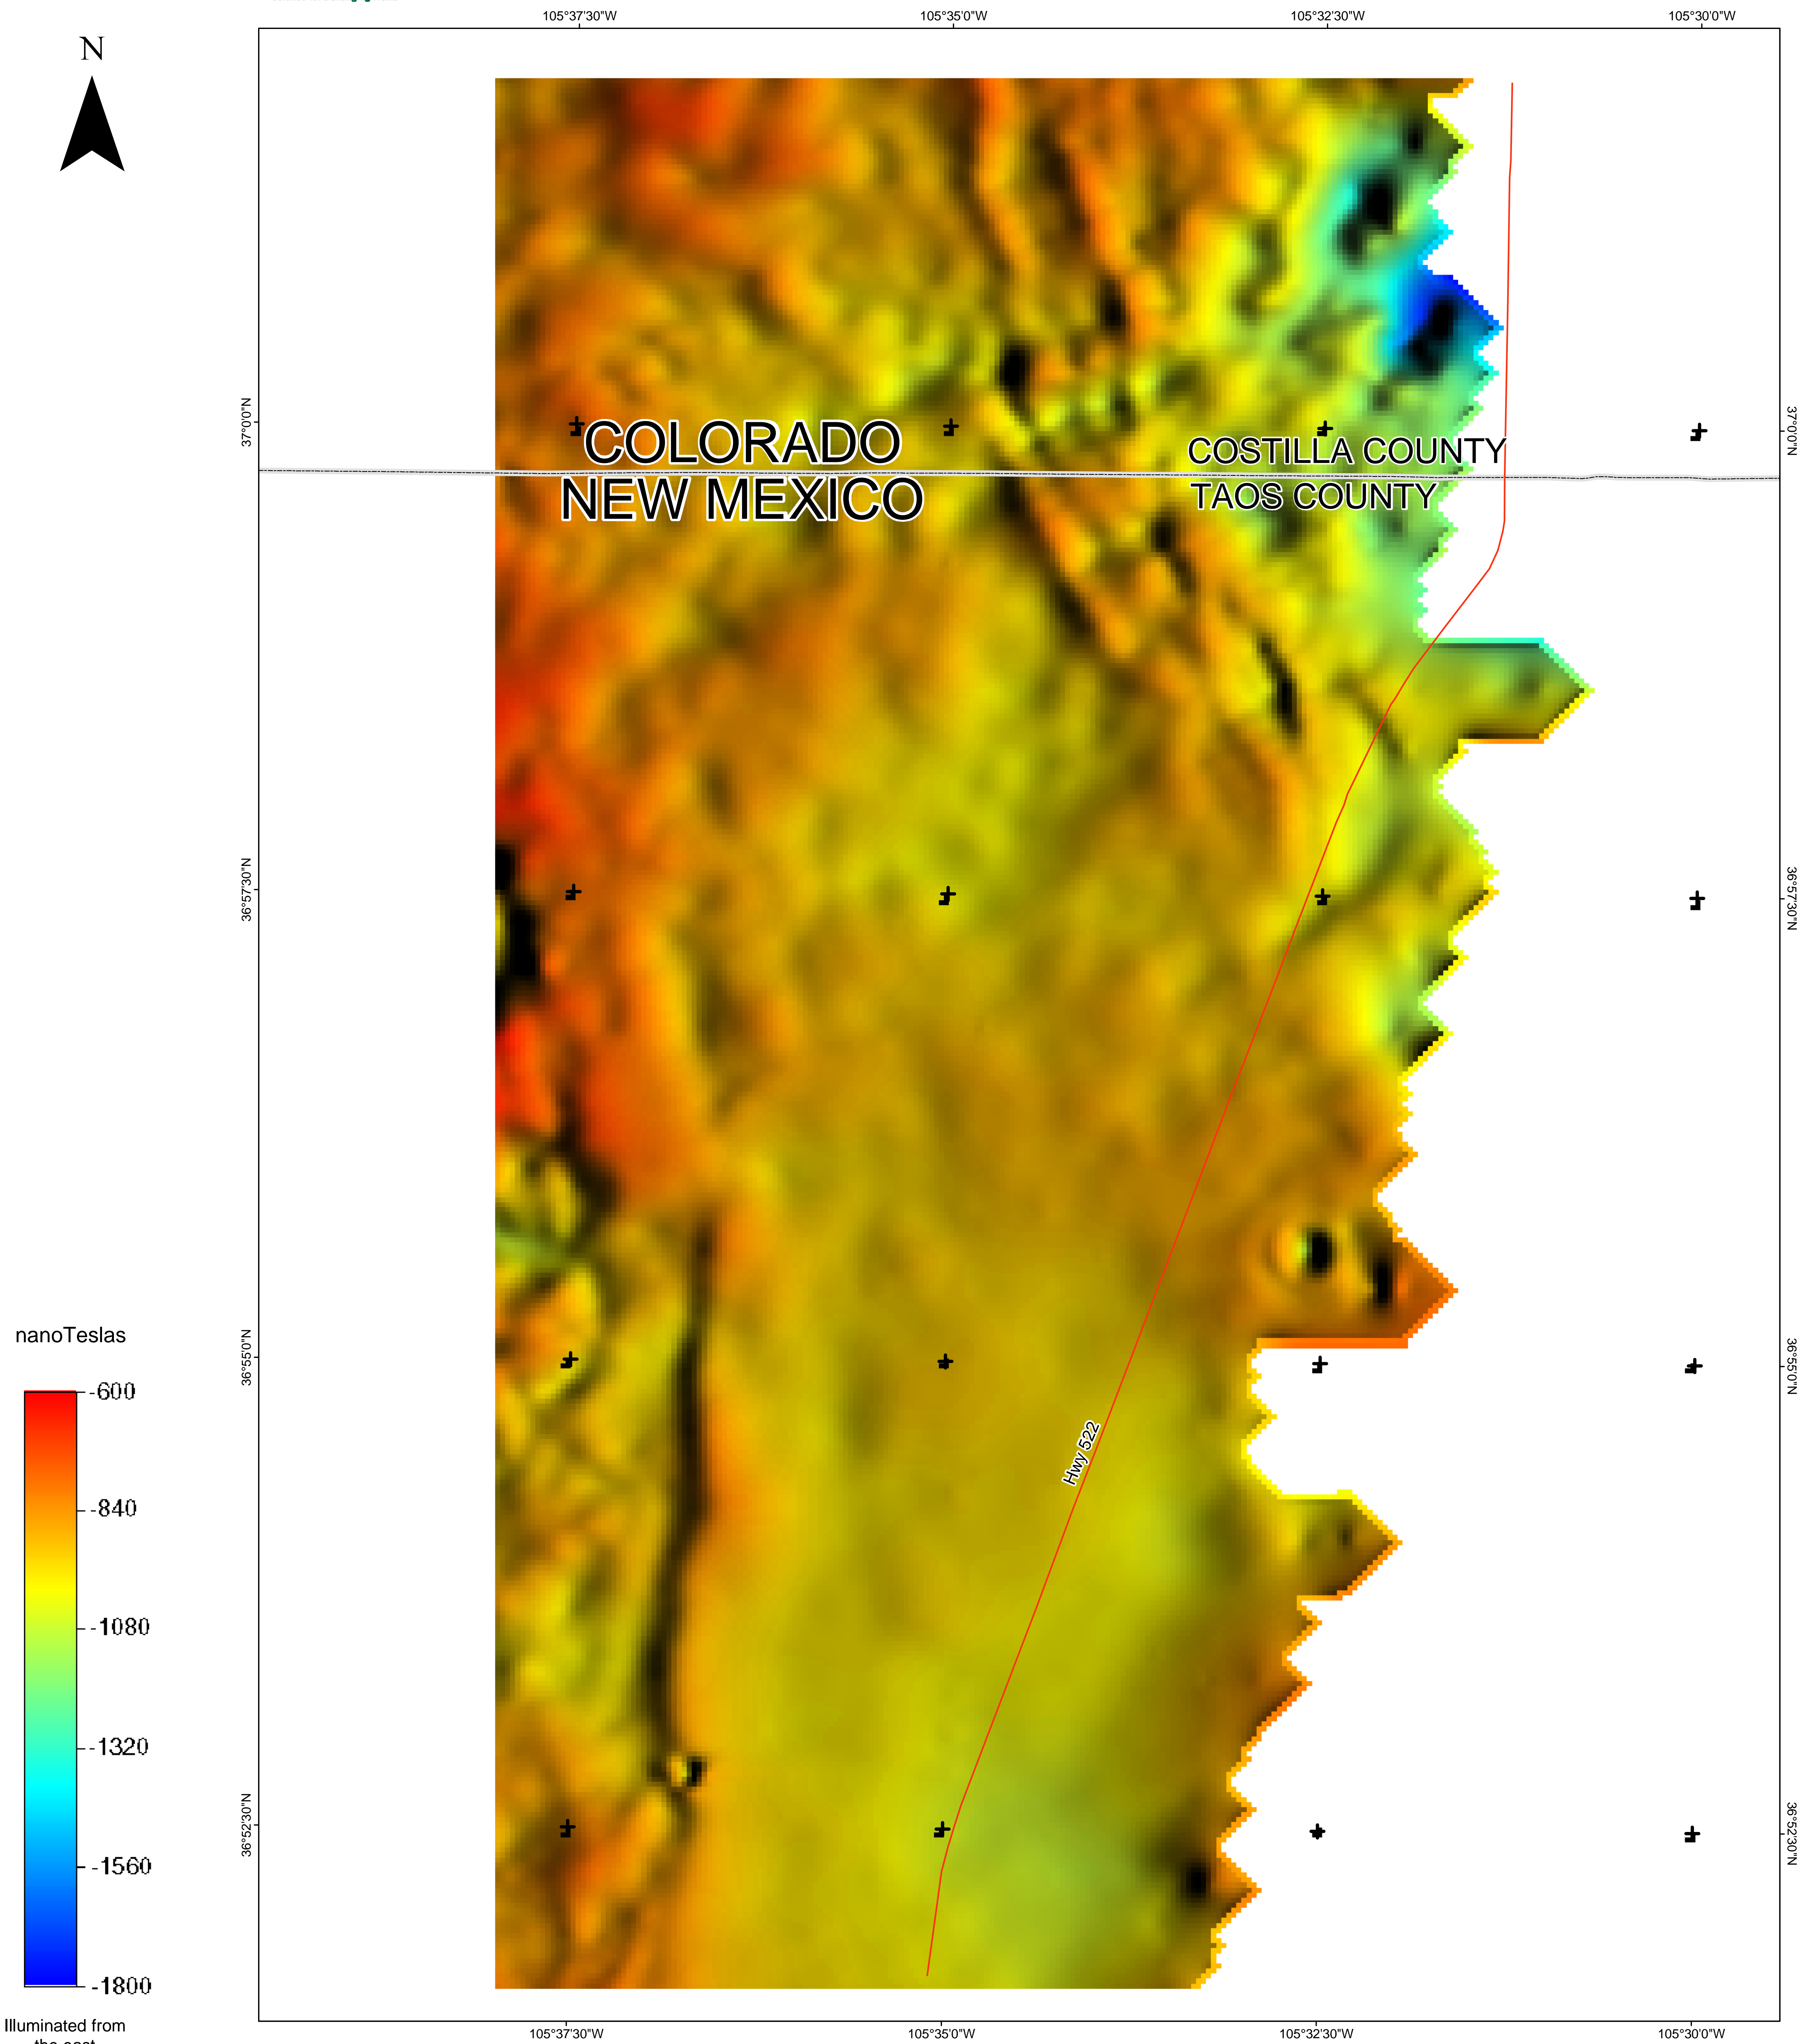 105°37'30"W 105°35'0"W 105°32'30"W 105°30'0"W
N
37°0'0"N
37°0'0"N
COLORADO
COSTILLA COUNTY
NEW MEXICO
TAOS COUNTY
36°57'30"N
36°57'30"N
36°55'0"N
36°55'0"N
Hwy 522
nanoTeslas
-600
-840
-1080
-1320
-1560
-1800
36°52'30"N
36°52'30"N
Illuminated from
the east
105°37'30"W 105°35'0"W 105°32'30"W 105°30'0"W